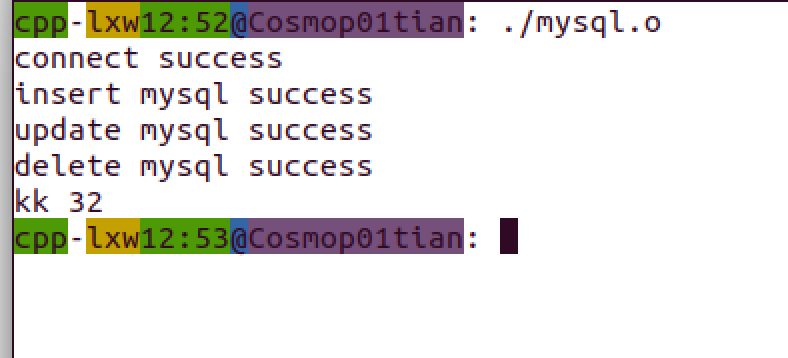 cpp-lxw12:52@Cosmop01tian: ./mysql.o
connect success
insert mysql success
update mysql success
delete mysql success
kk 32
cpp-lxw12:53@Cosmop01tian: